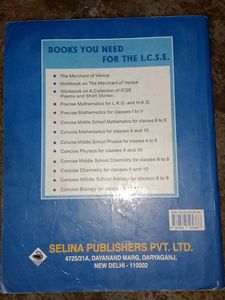 BOOKS YOU NEED
FOR THE I.C.S.E.
The Merchant of Venice
Workbook on The Merchant of Venice
Workbook on A Collection of ICSE
Poems and Short Stories
Precise Mathematics for L.K.G. and H.K.G.
Precise Mathematics for classes I to V
Concise Middle School Mathematics for classes 6 to 8
Concise Mathematics for classes 9 and 10
Concise Middle School Physics for classes 6 to 8
Concise Physics for classes 9 and 10
Concise Middle School Chemistry for classes 6 to 8
Concise Chemistry for classes 9 and 10
Concise Middle School Biology for classes 6 to 8
Concise Biology for classes 9 and 10
SELINA PUBLISHERS PVT. LTD.
4725/21A, DAYANAND MARG, DARYAGANJ,
NEW DELHI - 110002